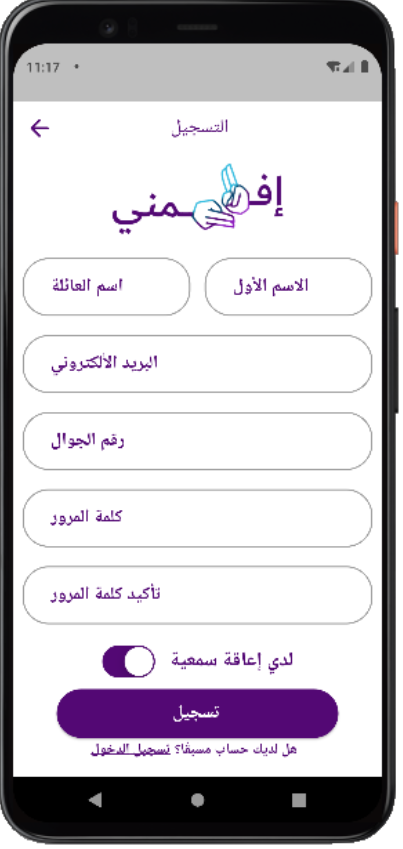 11:17
التسجيل
إفهمني
الاسم الأول اسم العائلة
البريد الألكتروني
رقم الجوال
كلمة المرور
تأكيد كلمة المرور
لدي إعاقة سمعية
تسجيل
هل لديك حساب مسبقًا؟ تسجيل الدخول